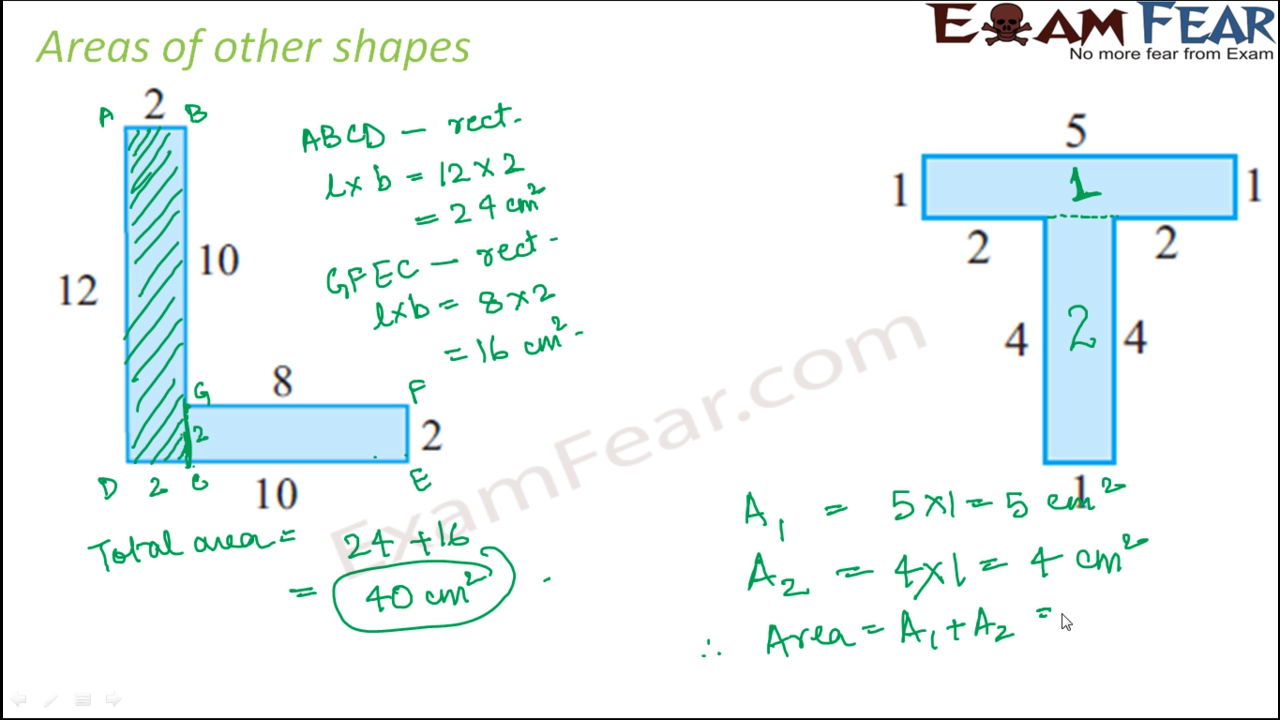 Areas of other shapes
EXAM FEAR
No more fear from Exam
A 2 B
12
10
G 8 F
2
2
D 2 C
10
E
ABCD – rect.
l x b = 12 x 2
= 24 cm²
GFEC – rect.
l x b = 8 x 2
= 16 cm².
Total area = 24 + 16
= 40 cm².
5
1 1 1
2 2
4 2 4
1
A₁ = 5 x 1 = 5 cm²
A₂ = 4 x 1 = 4 cm²
∴ Area = A₁ + A₂ =
ExamFear.com